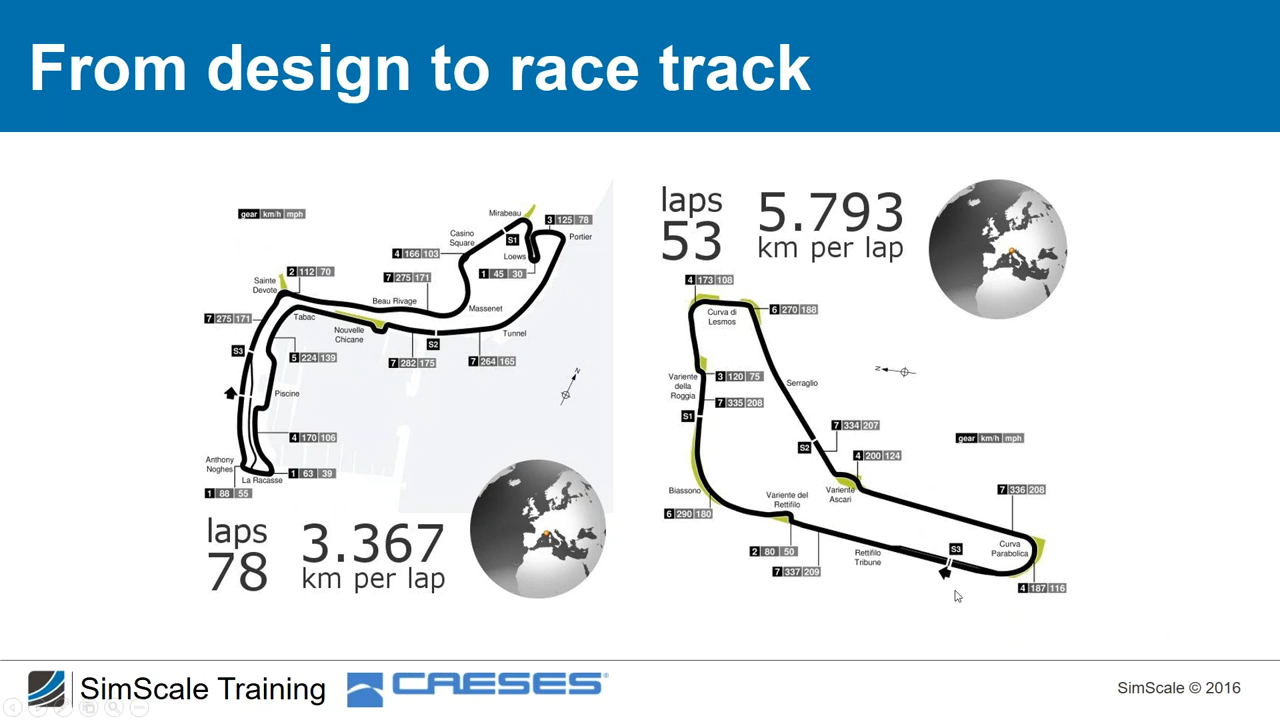 From design to race track
gear km/h mph
Mirabeau
3 125 78
Casino
Square
S1
Portier
4 166 103
Loews
2 112 70
7 275 171
1 45 30
Sainte
Devote
Beau Rivage
Massenet
7 275 171
Tabac
Nouvelle
Chicane
Tunnel
S3
S2
5 224 139
7 282 175
7 264 165
N
Piscine
4 170 106
Anthony
Noghes
La Racasse
1 63 39
1 88 55
laps
78
3.367
km per lap
laps
53
5.793
km per lap
4 173 108
Curva di
Lesmos
6 270 188
Variente
della
Roggia
3 120 75
Serraglio
N
7 335 208
S1
7 334 207
S2
gear km/h mph
4 200 124
Biassono
Variente del
Rettifilo
Variente
Ascari
7 336 208
6 290 180
2 80 50
Rettifilo
Tribune
S3
Curva
Parabolica
7 337 209
4 187 116
SimScale Training
CAESES®
SimScale © 2016